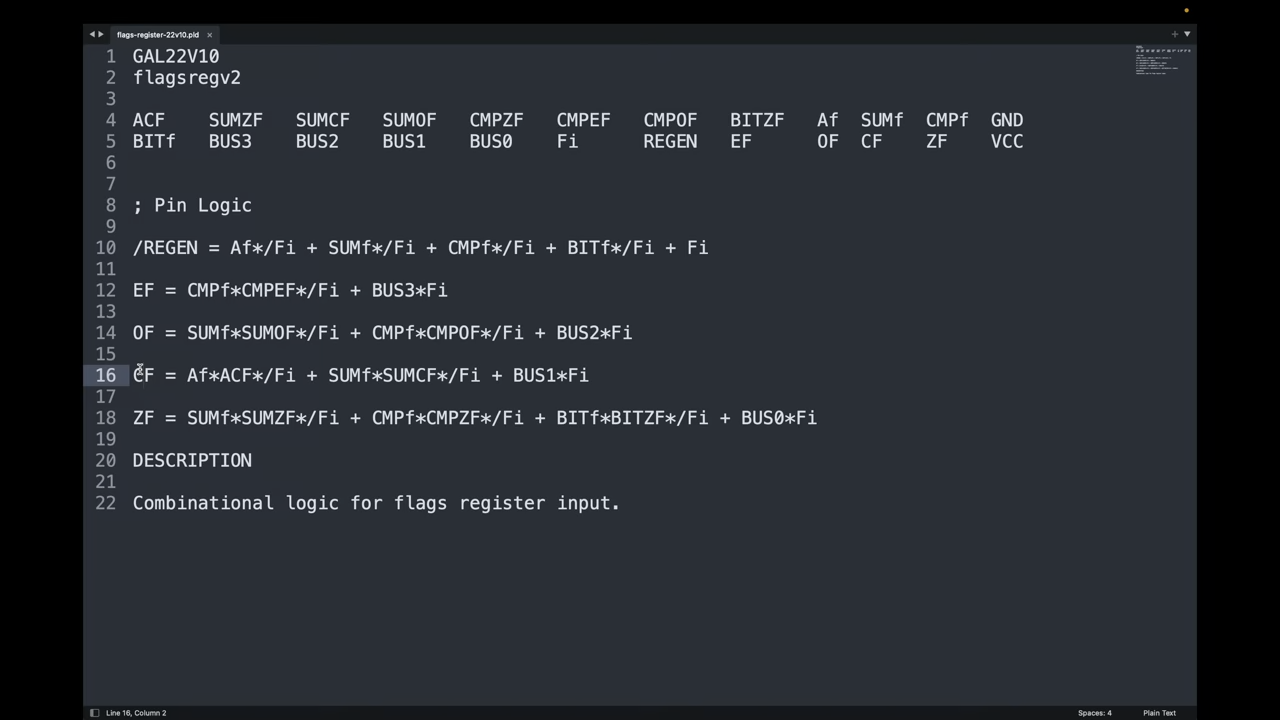 flags-register-22v10.pld ×
1 GAL22V10
2 flagsregv2
3
4 ACF SUMZF SUMCF SUMOF CMPZF CMPEF CMPOF BITZF Af SUMf CMPf GND
5 BITf BUS3 BUS2 BUS1 BUS0 Fi REGEN EF OF CF ZF VCC
6
7
8 ; Pin Logic
9
10 /REGEN = Af*/Fi + SUMf*/Fi + CMPf*/Fi + BITf*/Fi + Fi
11
12 EF = CMPf*CMPEF*/Fi + BUS3*Fi
13
14 OF = SUMf*SUMOF*/Fi + CMPf*CMPOF*/Fi + BUS2*Fi
15
16 CF = Af*ACF*/Fi + SUMf*SUMCF*/Fi + BUS1*Fi
17
18 ZF = SUMf*SUMZF*/Fi + CMPf*CMPZF*/Fi + BITf*BITZF*/Fi + BUS0*Fi
19
20 DESCRIPTION
21
22 Combinational logic for flags register input.
Line 16, Column 2 Spaces: 4 Plain Text